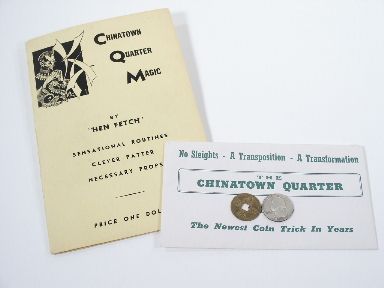 CHINATOWN
QUARTER
MAGIC
BY
"HEN FETCH"
SENSATIONAL ROUTINES
CLEVER PATTER
NECESSARY PROPS
PRICE ONE DOL
No Sleights - A Transposition - A Transformation
THE
CHINATOWN QUARTER
The Newest Coin Trick In Years